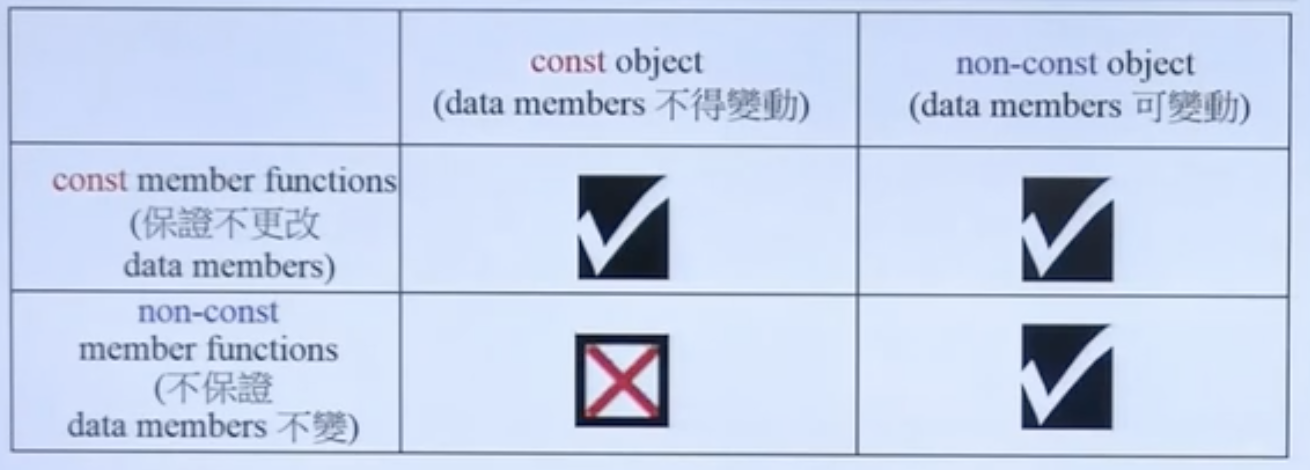 const object
(data members 不得變動)
non-const object
(data members 可變動)
const member functions
(保證不更改
data members)
non-const
member functions
(不保證
data members 不變)